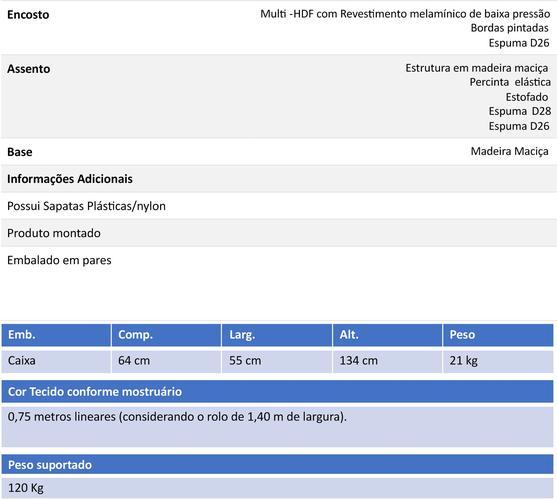 Encosto
Multi -HDF com Revestimento melamínico de baixa pressão
Bordas pintadas
Espuma D26
Assento
Estrutura em madeira maciça
Percinta elástica
Estofado
Espuma D28
Espuma D26
Base
Madeira Maciça
Informações Adicionais
Possui Sapatas Plásticas/nylon
Produto montado
Embalado em pares
Emb. Comp. Larg. Alt. Peso
Caixa 64 cm 55 cm 134 cm 21 kg
Cor Tecido conforme mostruário
0,75 metros lineares (considerando o rolo de 1,40 m de largura).
Peso suportado
120 Kg